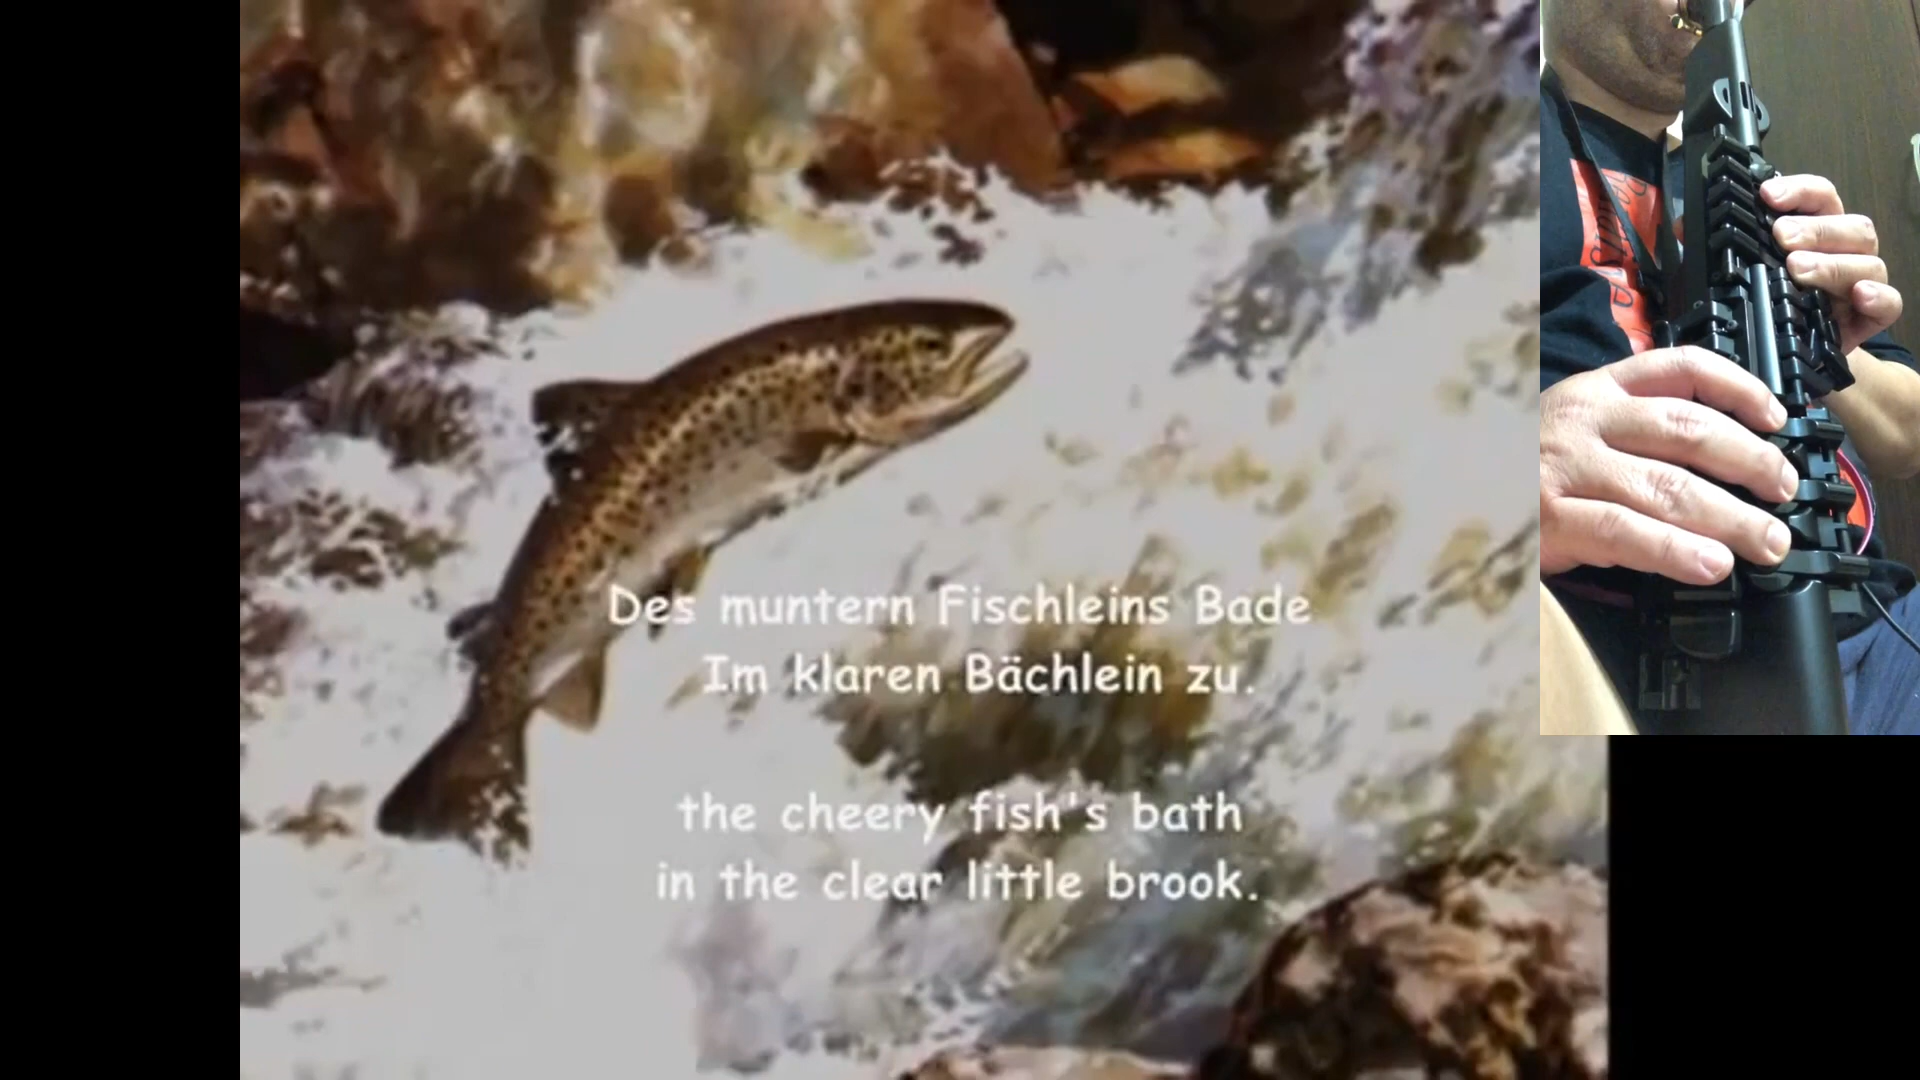 Des muntern Fischleins Bade
Im klaren Bächlein zu.
the cheery fish's bath
in the clear little brook.